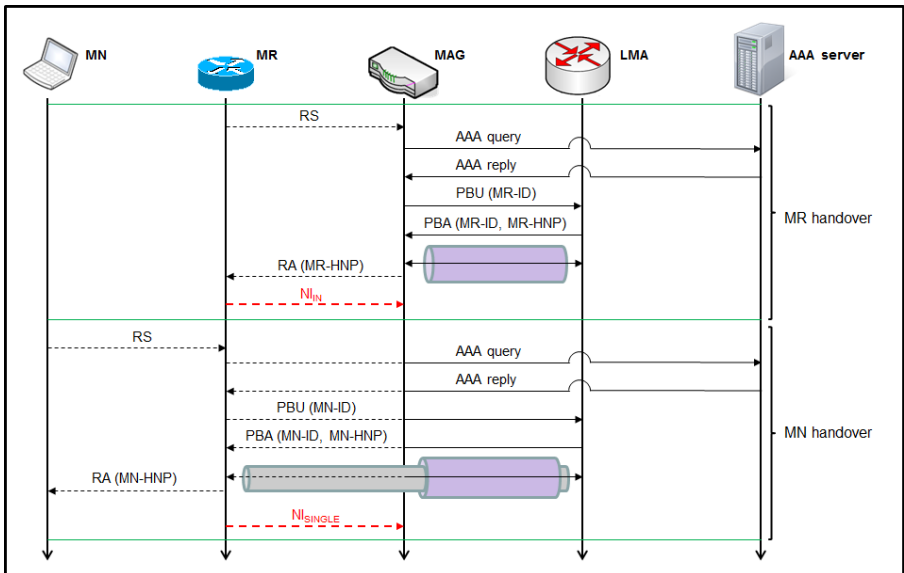 MN
MR
MAG
LMA
AAA server
RS
AAA query
AAA reply
PBU (MR-ID)
PBA (MR-ID, MR-HNP)
RA (MR-HNP)
NI_IN
MR handover
RS
AAA query
AAA reply
PBU (MN-ID)
PBA (MN-ID, MN-HNP)
RA (MN-HNP)
NI_SINGLE
MN handover